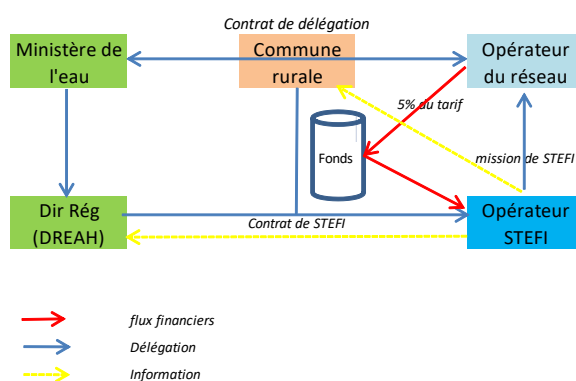 Contrat de délégation
Ministère de
l'eau
Commune
rurale
Opérateur
du réseau
5% du tarif
Fonds
mission de STEFI
Dir Rég
(DREAH)
Contrat de STEFI
Opérateur
STEFI
flux financiers
Délégation
Information